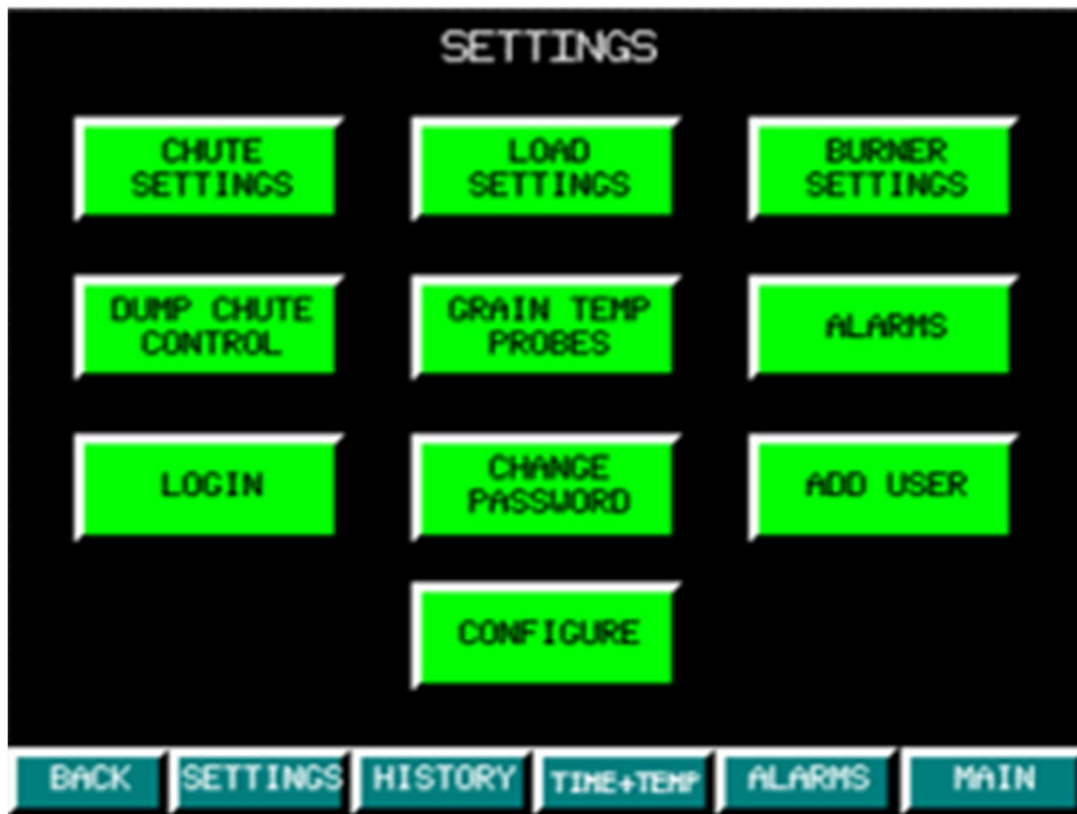 SETTINGS
CHUTE
SETTINGS
LOAD
SETTINGS
BURNER
SETTINGS
DUMP CHUTE
CONTROL
GRAIN TEMP
PROBES
ALARMS
LOGIN
CHANGE
PASSWORD
ADD USER
CONFIGURE
BACK
SETTINGS
HISTORY
TIME+TEMP
ALARMS
MAIN